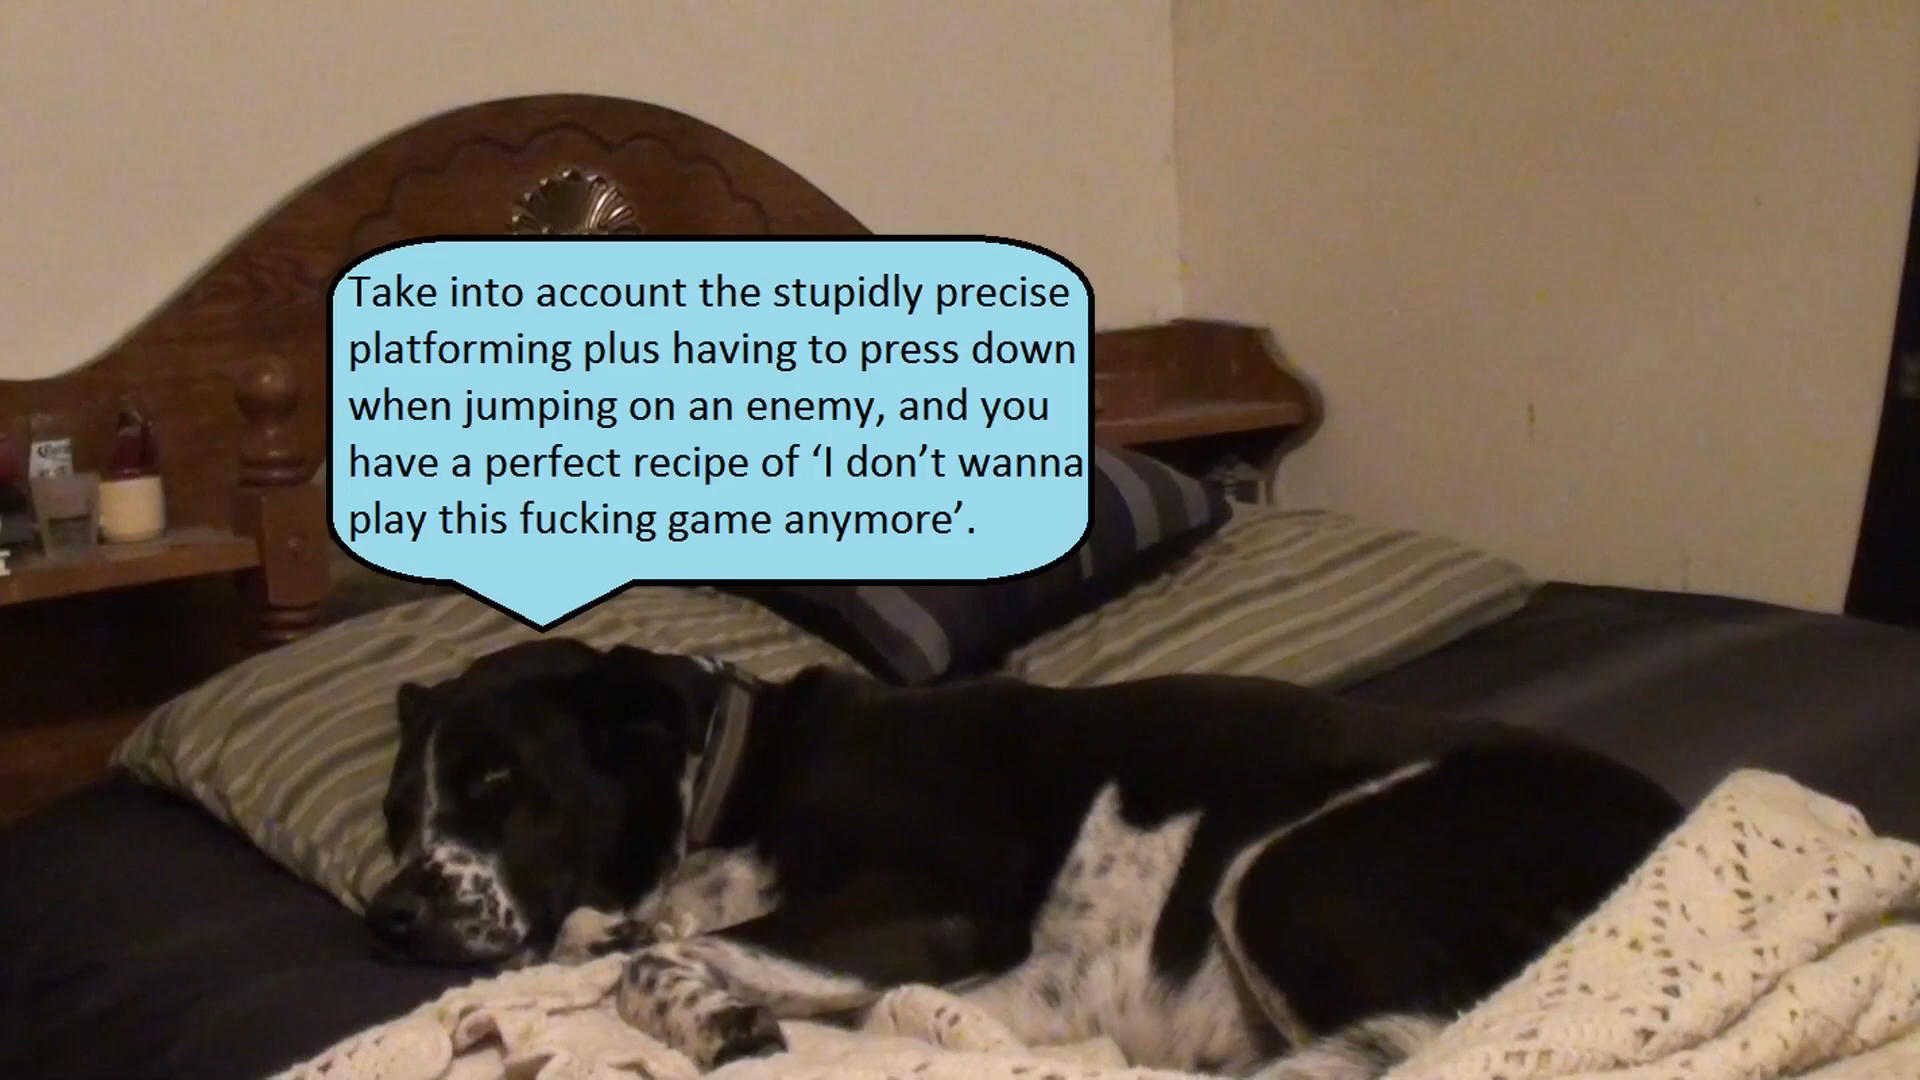 Take into account the stupidly precise
platforming plus having to press down
when jumping on an enemy, and you
have a perfect recipe of ‘I don’t wanna
play this fucking game anymore’.